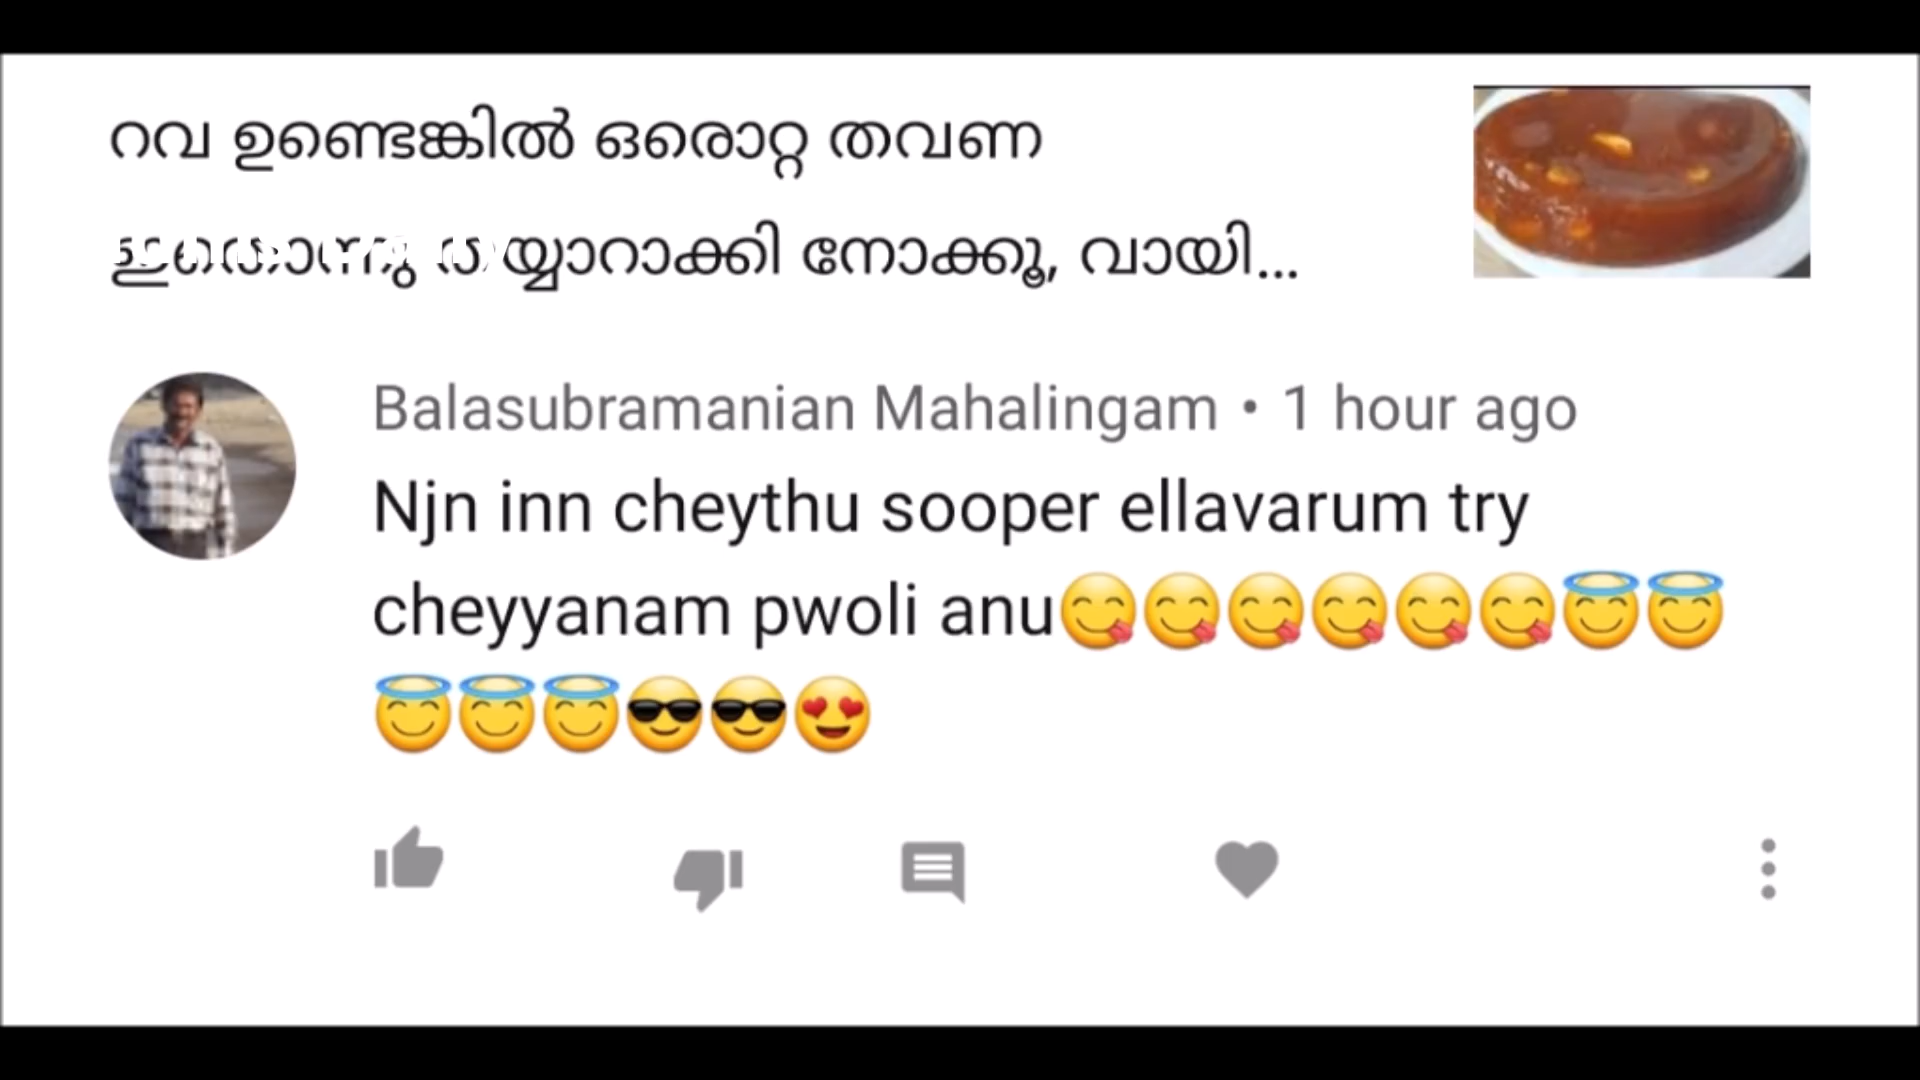 റവ ഉണ്ടെങ്കിൽ ഒരൊറ്റ തവണ
ഇതൊന്നു തയ്യാറാക്കി നോക്കൂ, വായി...
Balasubramanian Mahalingam • 1 hour ago
Njn inn cheythu sooper ellavarum try
cheyyanam pwoli anu😋😋😋😋😋😋😇😇
😇😇😇😎😎😍